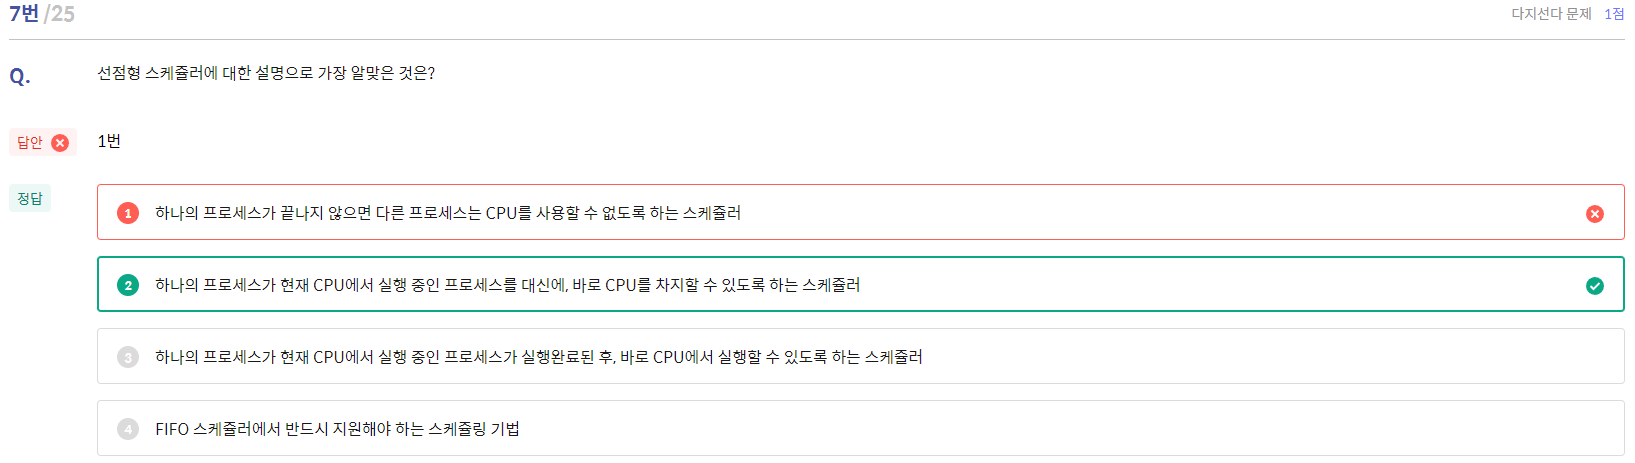 7번 /25
다지선다 문제 1점
Q. 선점형 스케쥴러에 대한 설명으로 가장 알맞은 것은?
답안 1번
정답
1 하나의 프로세스가 끝나지 않으면 다른 프로세스는 CPU를 사용할 수 없도록 하는 스케쥴러
2 하나의 프로세스가 현재 CPU에서 실행 중인 프로세스를 대신에, 바로 CPU를 차지할 수 있도록 하는 스케쥴러
3 하나의 프로세스가 현재 CPU에서 실행 중인 프로세스가 실행완료된 후, 바로 CPU에서 실행할 수 있도록 하는 스케쥴러
4 FIFO 스케쥴러에서 반드시 지원해야 하는 스케쥴링 기법